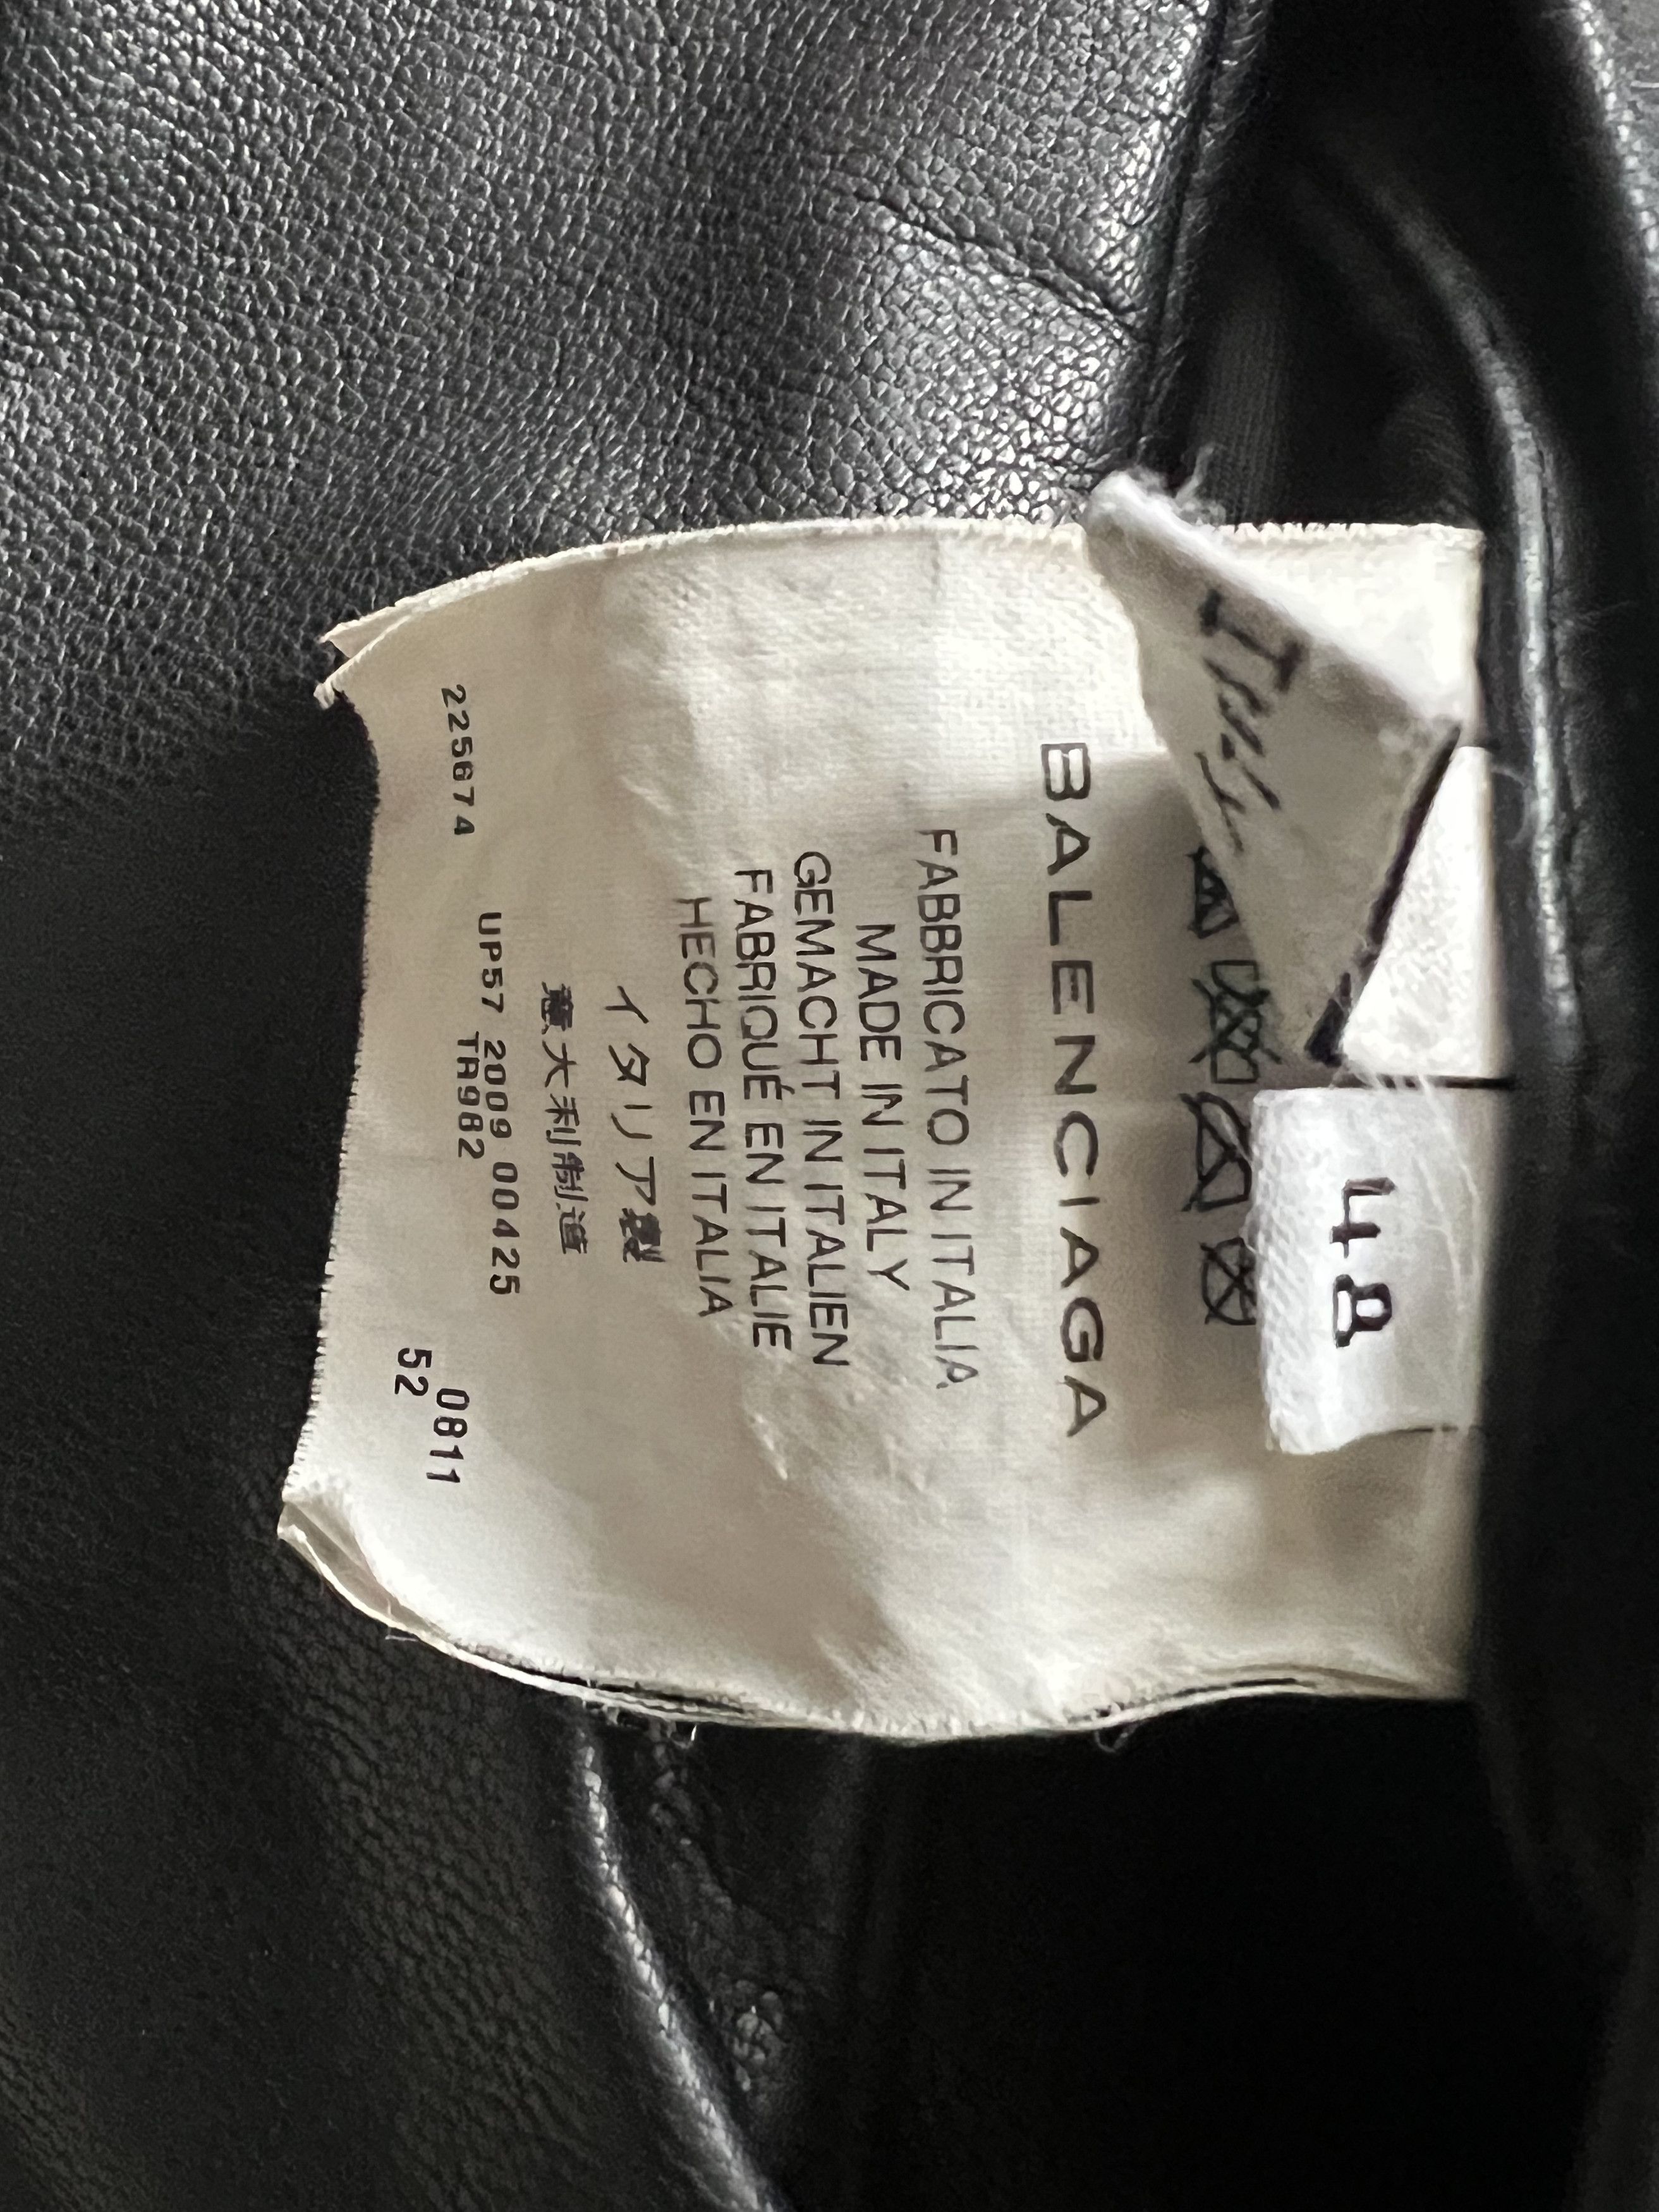 48
BALENCIAGA
FABBRICATO IN ITALIA
MADE IN ITALY
GEMACHT IN ITALIEN
FABRIQUÉ EN ITALIE
HECHO EN ITALIA
イタリア製
意大利制造
225674 UP57 2009 00425 0811
TA982 52